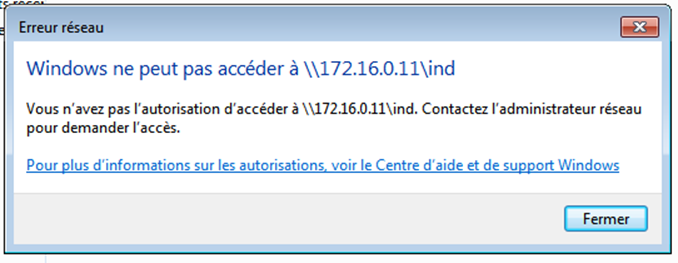 Erreur réseau
Windows ne peut pas accéder à \\172.16.0.11\ind
Vous n'avez pas l'autorisation d'accéder à \\172.16.0.11\ind. Contactez l'administrateur réseau
pour demander l'accès.
Pour plus d'informations sur les autorisations, voir le Centre d'aide et de support Windows
Fermer